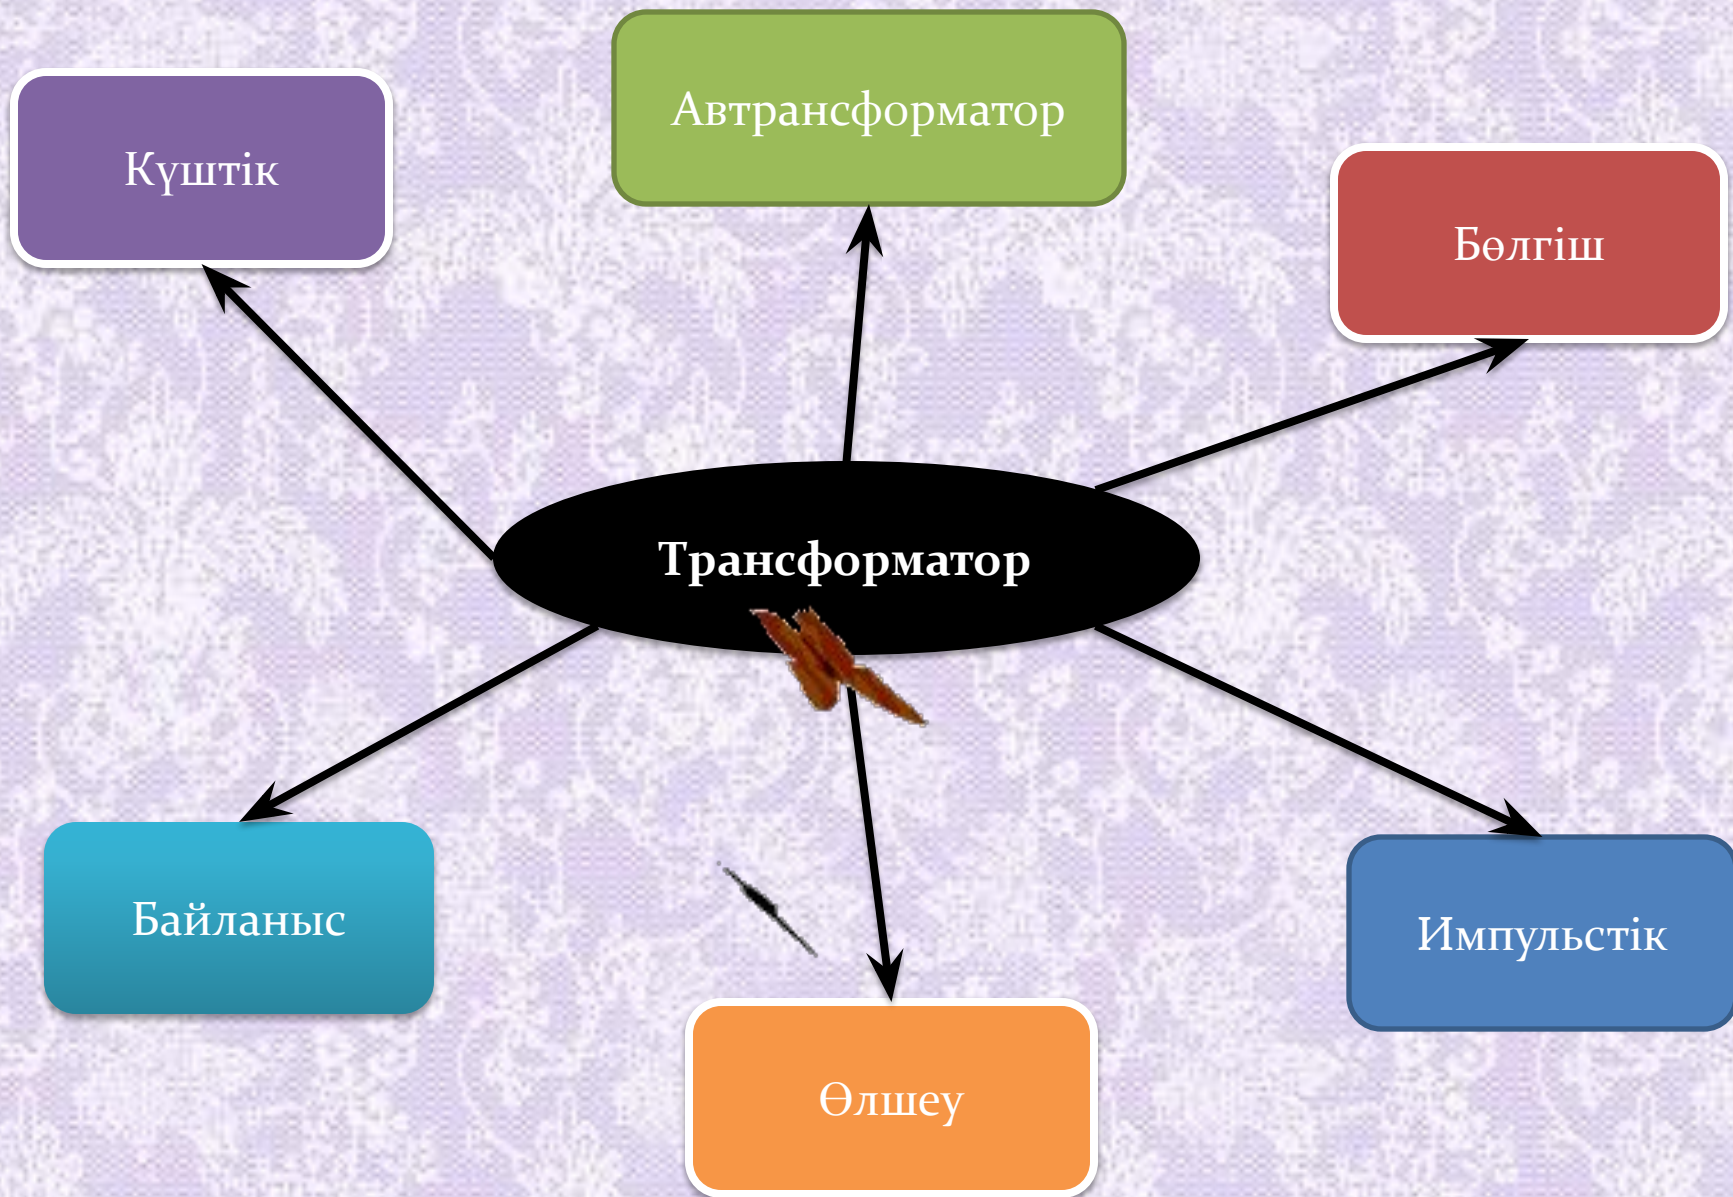 Автрансформатор
Күштік
Бөлгіш
Трансформатор
Байланыс
Импульстік
Өлшеу